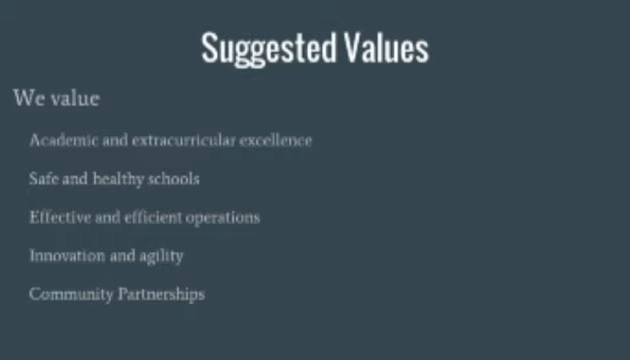 Suggested Values
We value
Academic and extracurricular excellence
Safe and healthy schools
Effective and efficient operations
Innovation and agility
Community Partnerships